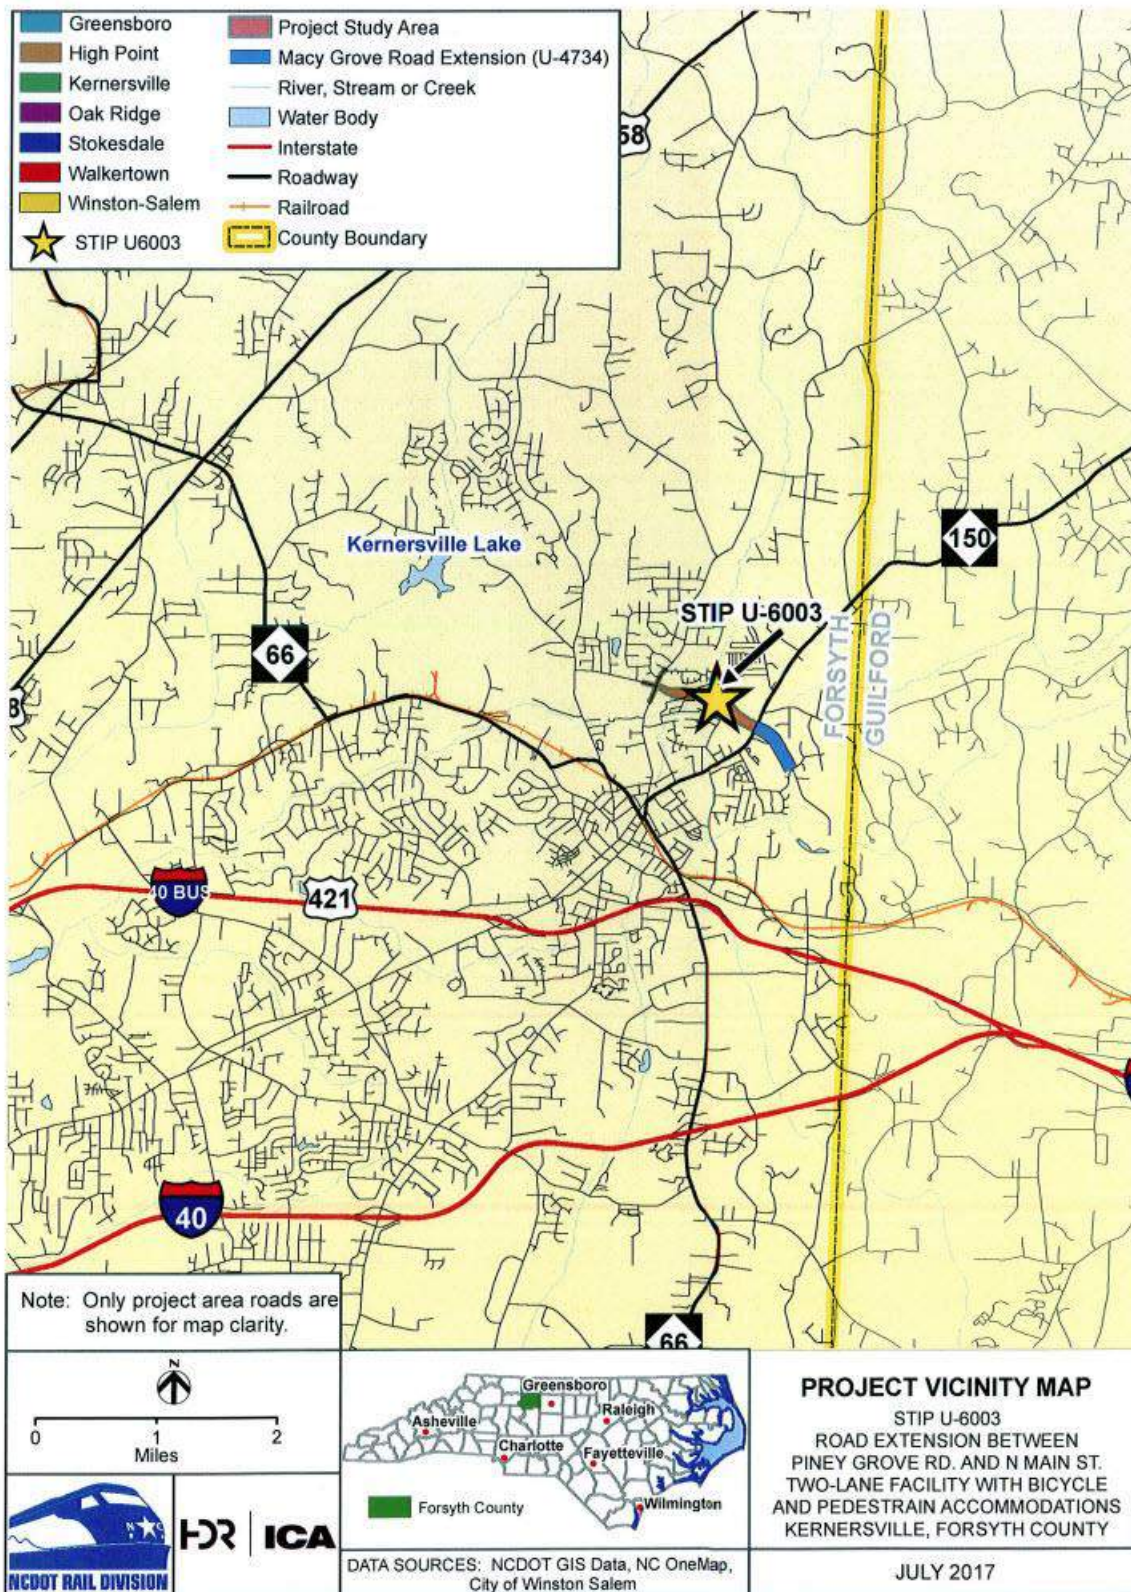 Greensboro
High Point
Kernersville
Oak Ridge
Stokesdale
Walkertown
Winston-Salem
STIP U6003
Project Study Area
Macy Grove Road Extension (U-4734)
River, Stream or Creek
Water Body
Interstate
Roadway
Railroad
County Boundary
58
Kernersville Lake
150
STIP U-6003
66
FORSYTH
GUILFORD
8
40 BUS
421
40
66
Note: Only project area roads are
shown for map clarity.
N
0 1 2
Miles
NCDOT RAIL DIVISION
HDR | ICA
Greensboro
Asheville
Raleigh
Charlotte
Fayetteville
Wilmington
Forsyth County
DATA SOURCES: NCDOT GIS Data, NC OneMap,
City of Winston Salem
PROJECT VICINITY MAP
STIP U-6003
ROAD EXTENSION BETWEEN
PINEY GROVE RD. AND N MAIN ST.
TWO-LANE FACILITY WITH BICYCLE
AND PEDESTRAIN ACCOMMODATIONS
KERNERSVILLE, FORSYTH COUNTY
JULY 2017